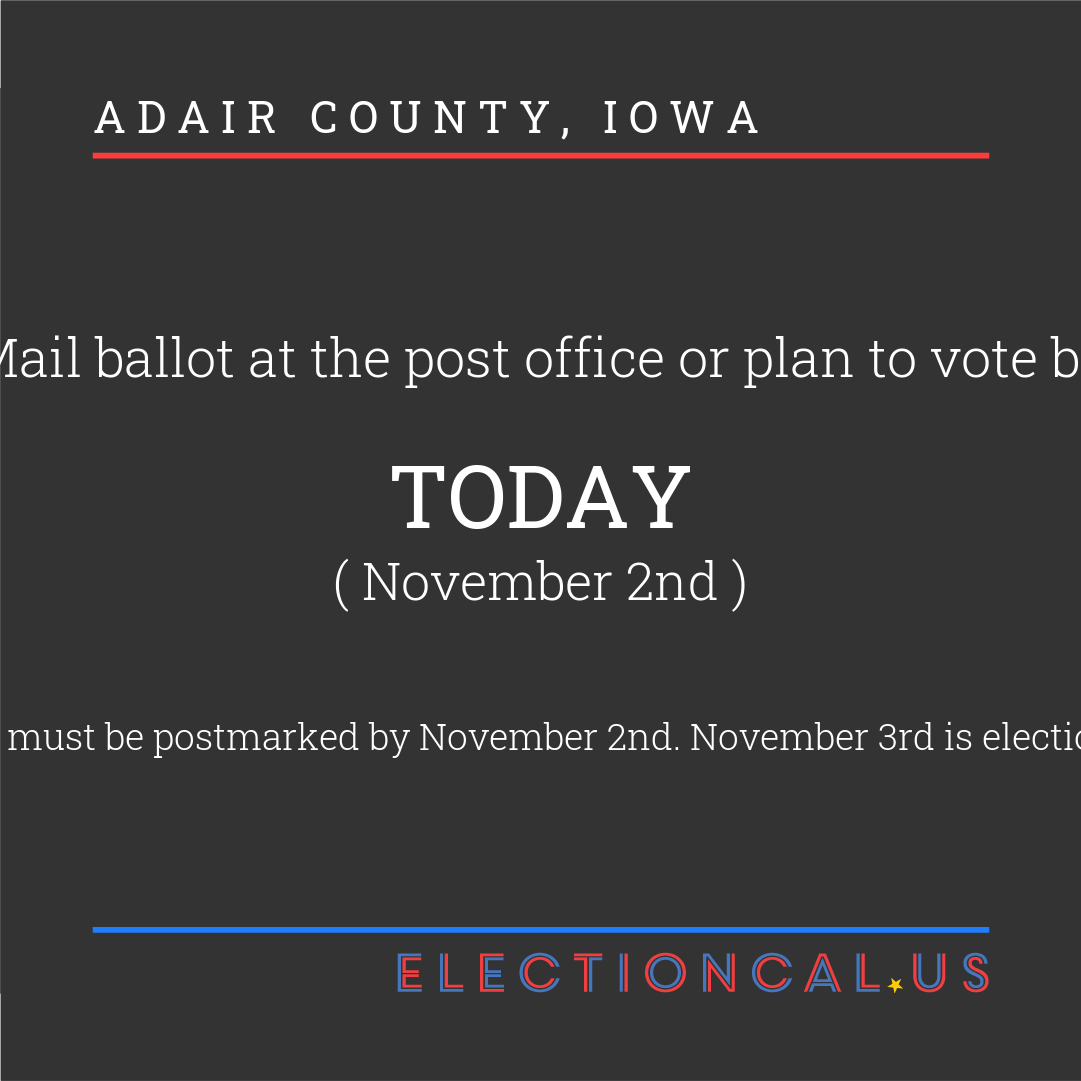 ADAIR COUNTY, IOWA
Mail ballot at the post office or plan to vote b
TODAY
( November 2nd )
must be postmarked by November 2nd. November 3rd is electio
ELECTIONCAL.US